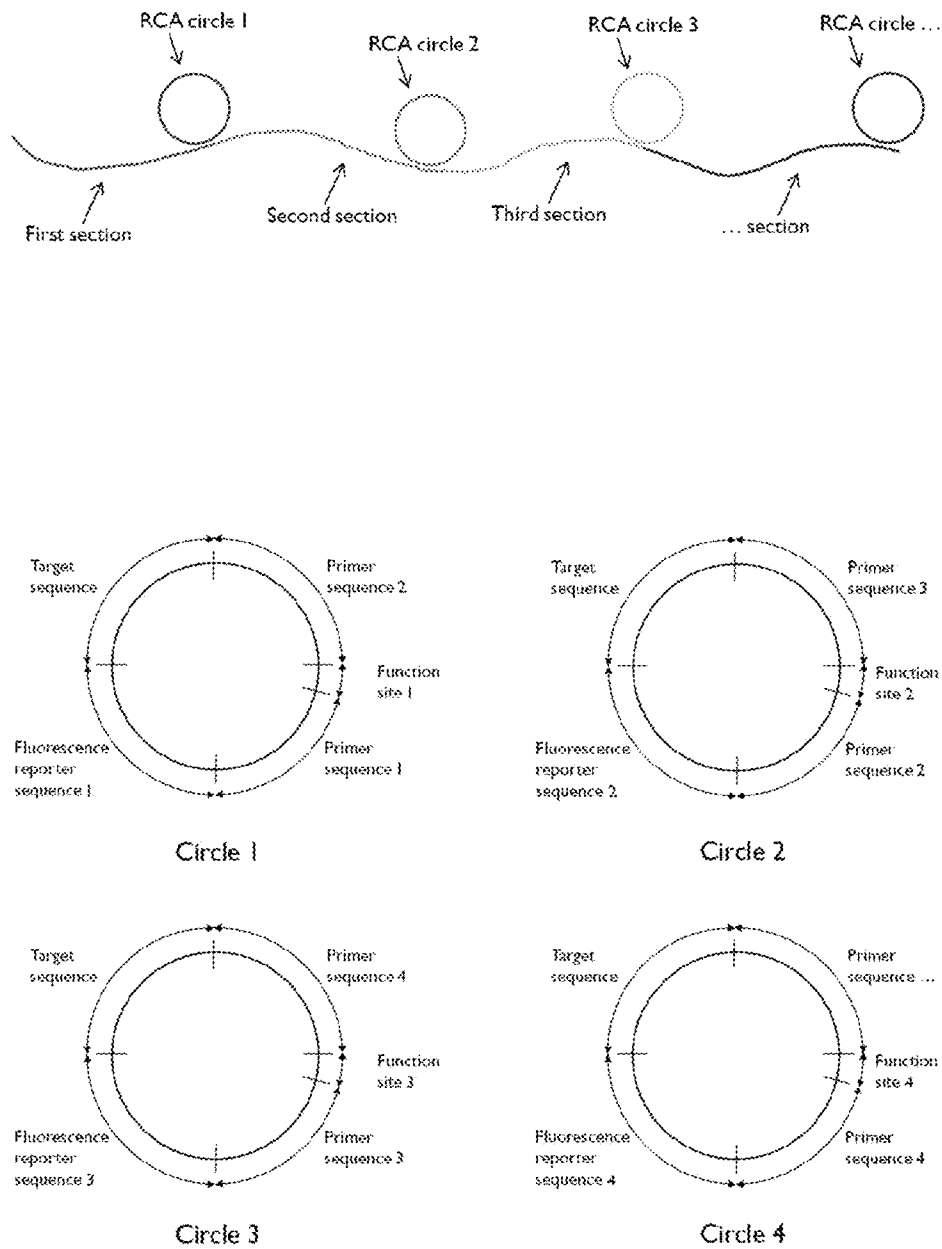 RCA circle 1
RCA circle 2
RCA circle 3
RCA circle ...
First section
Second section
Third section
... section
Target
sequence
Primer
sequence 2
Function
site 1
Fluorescence
reporter
sequence 1
Primer
sequence 1
Circle 1
Target
sequence
Primer
sequence 3
Function
site 2
Fluorescence
reporter
sequence 2
Primer
sequence 2
Circle 2
Target
sequence
Primer
sequence 4
Function
site 3
Fluorescence
reporter
sequence 3
Primer
sequence 3
Circle 3
Target
sequence
Primer
sequence ...
Function
site 4
Fluorescence
reporter
sequence 4
Primer
sequence 4
Circle 4